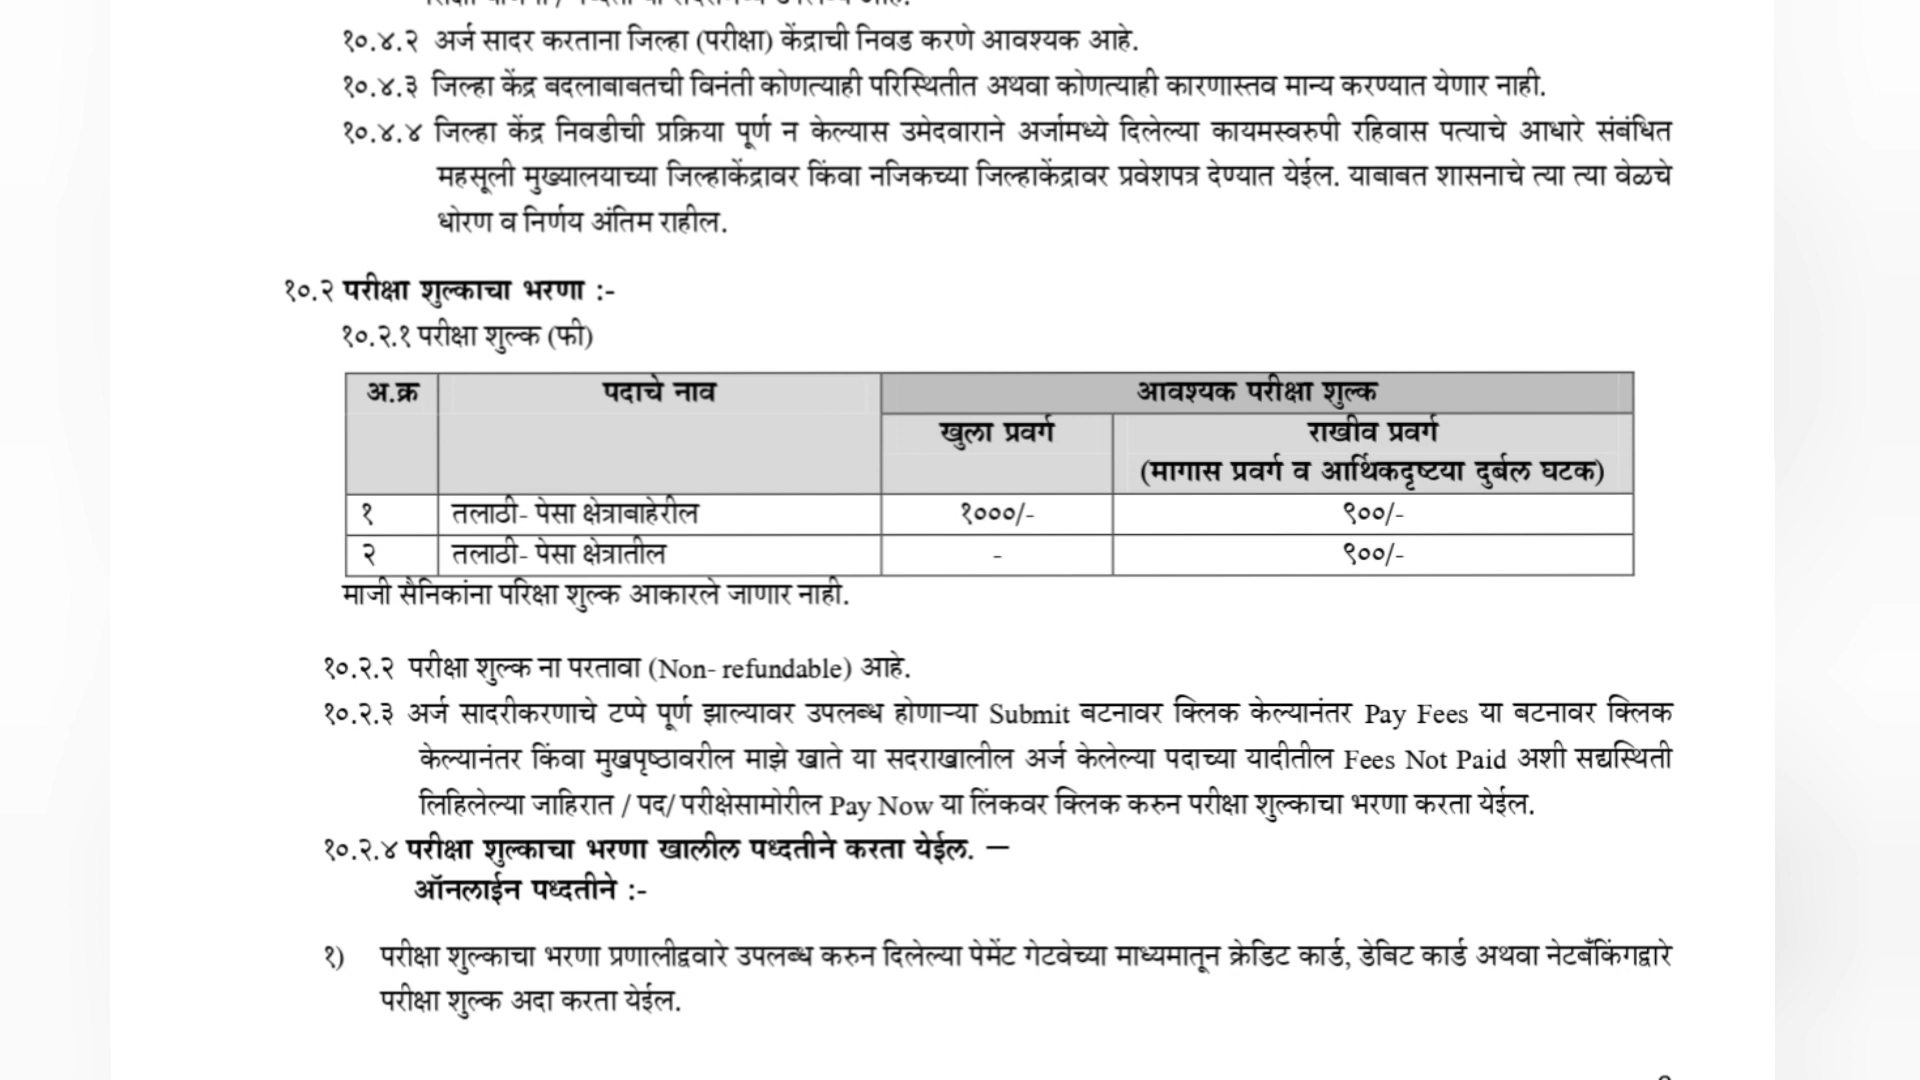 १०.४.२ अर्ज सादर करताना जिल्हा (परीक्षा) केंद्राची निवड करणे आवश्यक आहे.
१०.४.३ जिल्हा केंद्र बदलाबाबतची विनंती कोणत्याही परिस्थितीत अथवा कोणत्याही कारणास्तव मान्य करण्यात येणार नाही.
१०.४.४ जिल्हा केंद्र निवडीची प्रक्रिया पूर्ण न केल्यास उमेदवाराने अर्जामध्ये दिलेल्या कायमस्वरुपी रहिवास पत्याचे आधारे संबंधित
महसूली मुख्यालयाच्या जिल्हाकेंद्रावर किंवा नजिकच्या जिल्हाकेंद्रावर प्रवेशपत्र देण्यात येईल. याबाबत शासनाचे त्या त्या वेळचे
धोरण व निर्णय अंतिम राहील.
१०.२ परीक्षा शुल्काचा भरणा :-
१०.२.१ परीक्षा शुल्क (फी)
अ.क्र पदाचे नाव आवश्यक परीक्षा शुल्क
खुला प्रवर्ग राखीव प्रवर्ग
(मागास प्रवर्ग व आर्थिकदृष्टया दुर्बल घटक)
१ तलाठी- पेसा क्षेत्राबाहेरील १०००/- ९००/-
२ तलाठी- पेसा क्षेत्रातील - ९००/-
माजी सैनिकांना परिक्षा शुल्क आकारले जाणार नाही.
१०.२.२ परीक्षा शुल्क ना परतावा (Non- refundable) आहे.
१०.२.३ अर्ज सादरीकरणाचे टप्पे पूर्ण झाल्यावर उपलब्ध होणाऱ्या Submit बटनावर क्लिक केल्यानंतर Pay Fees या बटनावर क्लिक
केल्यानंतर किंवा मुखपृष्ठावरील माझे खाते या सदराखालील अर्ज केलेल्या पदाच्या यादीतील Fees Not Paid अशी सद्यस्थिती
लिहिलेल्या जाहिरात / पद/ परीक्षेसामोरील Pay Now या लिंकवर क्लिक करुन परीक्षा शुल्काचा भरणा करता येईल.
१०.२.४ परीक्षा शुल्काचा भरणा खालील पध्दतीने करता येईल. —
ऑनलाईन पध्दतीने :-
१) परीक्षा शुल्काचा भरणा प्रणालीद्वारे उपलब्ध करुन दिलेल्या पेमेंट गेटवेच्या माध्यमातून क्रेडिट कार्ड, डेबिट कार्ड अथवा नेटबँकिंगद्वारे
परीक्षा शुल्क अदा करता येईल.